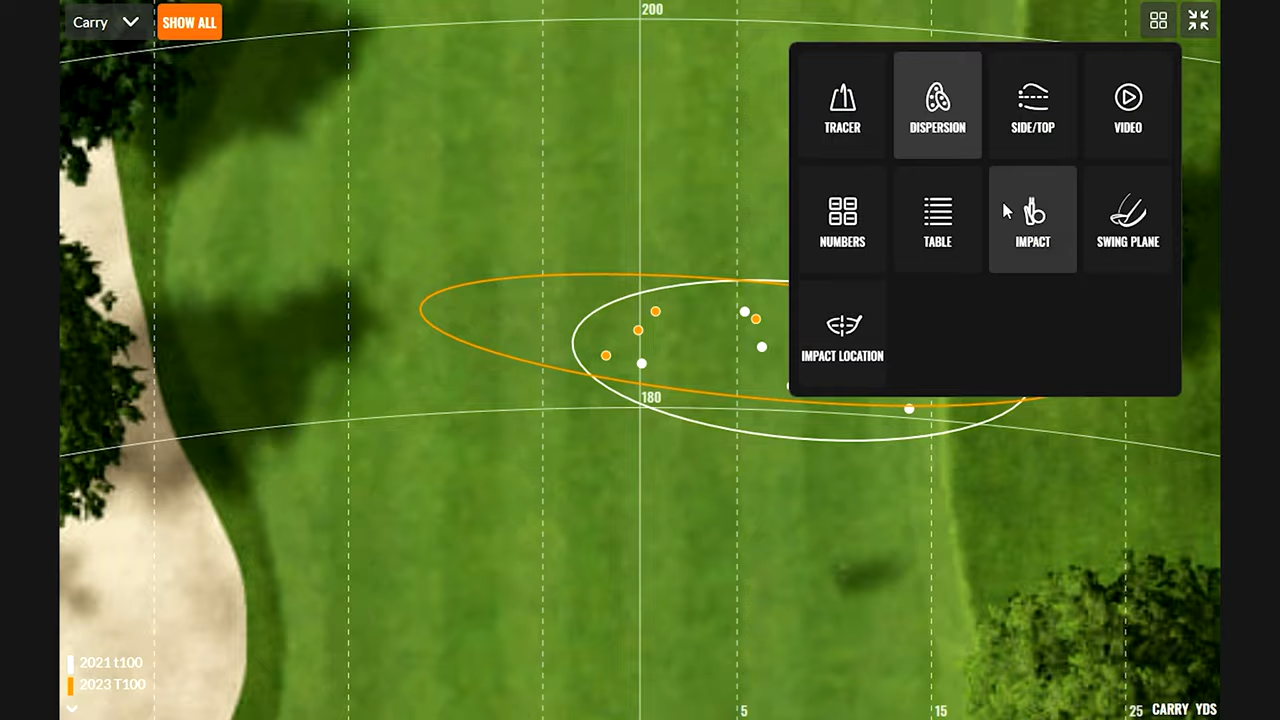 Carry
SHOW ALL
200
TRACER
DISPERSION
SIDE/TOP
VIDEO
NUMBERS
TABLE
IMPACT
SWING PLANE
IMPACT LOCATION
180
2021 t100
2023 T100
5
15
25
CARRY YDS